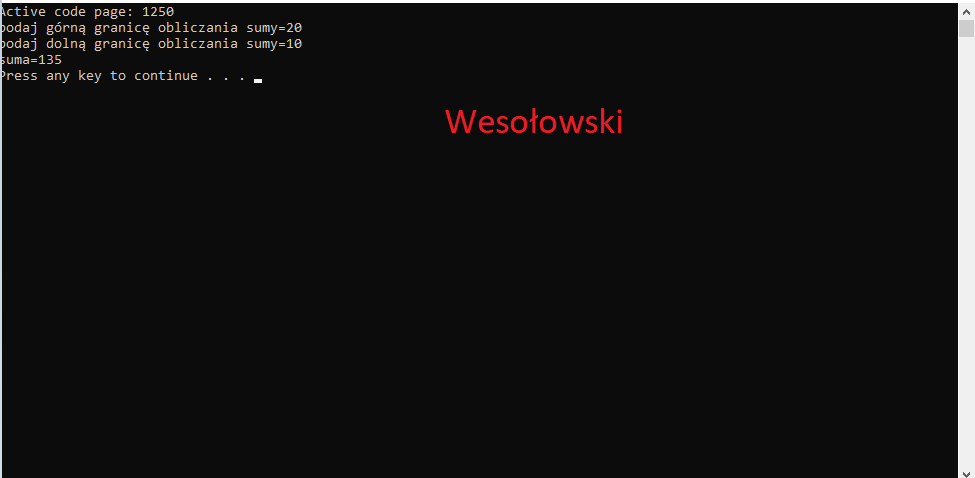 Active code page: 1250
podaj górną granicę obliczania sumy=20
podaj dolną granicę obliczania sumy=10
suma=135
Press any key to continue . . .
Wesołowski